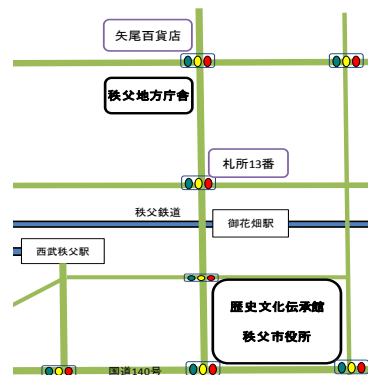 矢尾百貨店
秩父地方庁舎
札所13番
秩父鉄道
御花畑駅
西武秩父駅
歴史文化伝承館
秩父市役所
国道140号